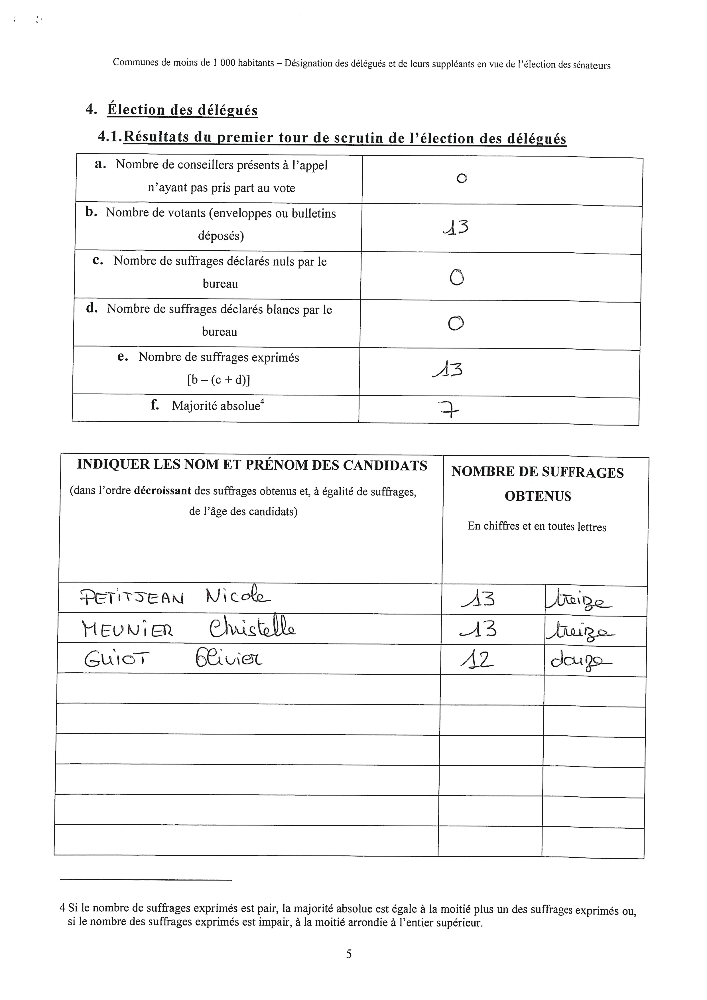 Communes de moins de 1 000 habitants – Désignation des délégués et de leurs suppléants en vue de l'élection des sénateurs
4. Élection des délégués
4.1.Résultats du premier tour de scrutin de l'élection des délégués
a. Nombre de conseillers présents à l'appel
n'ayant pas pris part au vote
0
b. Nombre de votants (enveloppes ou bulletins
déposés)
13
c. Nombre de suffrages déclarés nuls par le
bureau
0
d. Nombre de suffrages déclarés blancs par le
bureau
0
e. Nombre de suffrages exprimés
[b – (c + d)]
13
f. Majorité absolue4
7
INDIQUER LES NOM ET PRÉNOM DES CANDIDATS
(dans l'ordre décroissant des suffrages obtenus et, à égalité de suffrages,
de l'âge des candidats)
NOMBRE DE SUFFRAGES
OBTENUS
En chiffres et en toutes lettres
PETITJEAN Nicole 13 treize
MEUNIER Christelle 13 treize
GUIOT Olivier 12 douze
4 Si le nombre de suffrages exprimés est pair, la majorité absolue est égale à la moitié plus un des suffrages exprimés ou,
si le nombre des suffrages exprimés est impair, à la moitié arrondie à l'entier supérieur.
5